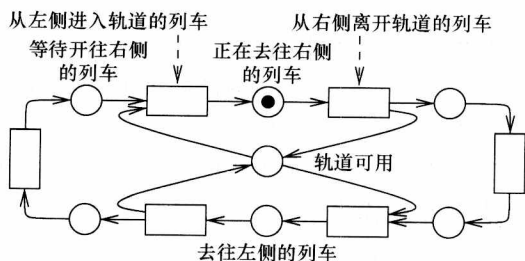 从左侧进入轨道的列车
从右侧离开轨道的列车
等待开往右侧
的列车
正在去往右侧
的列车
轨道可用
去往左侧的列车